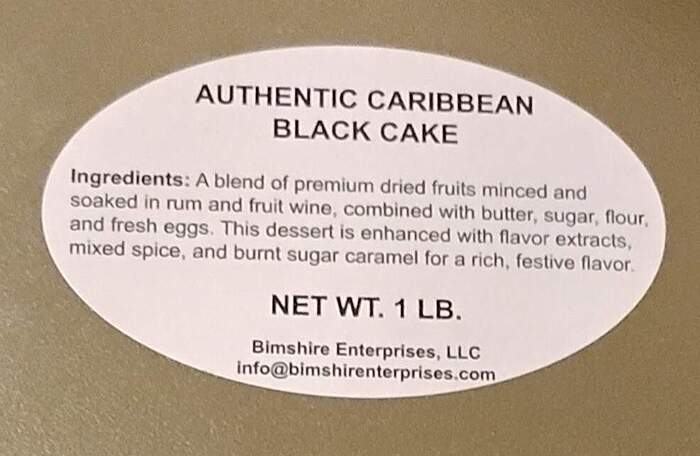 AUTHENTIC CARIBBEAN
BLACK CAKE
Ingredients: A blend of premium dried fruits minced and
soaked in rum and fruit wine, combined with butter, sugar, flour,
and fresh eggs. This dessert is enhanced with flavor extracts,
mixed spice, and burnt sugar caramel for a rich, festive flavor.
NET WT. 1 LB.
Bimshire Enterprises, LLC
info@bimshirenterprises.com